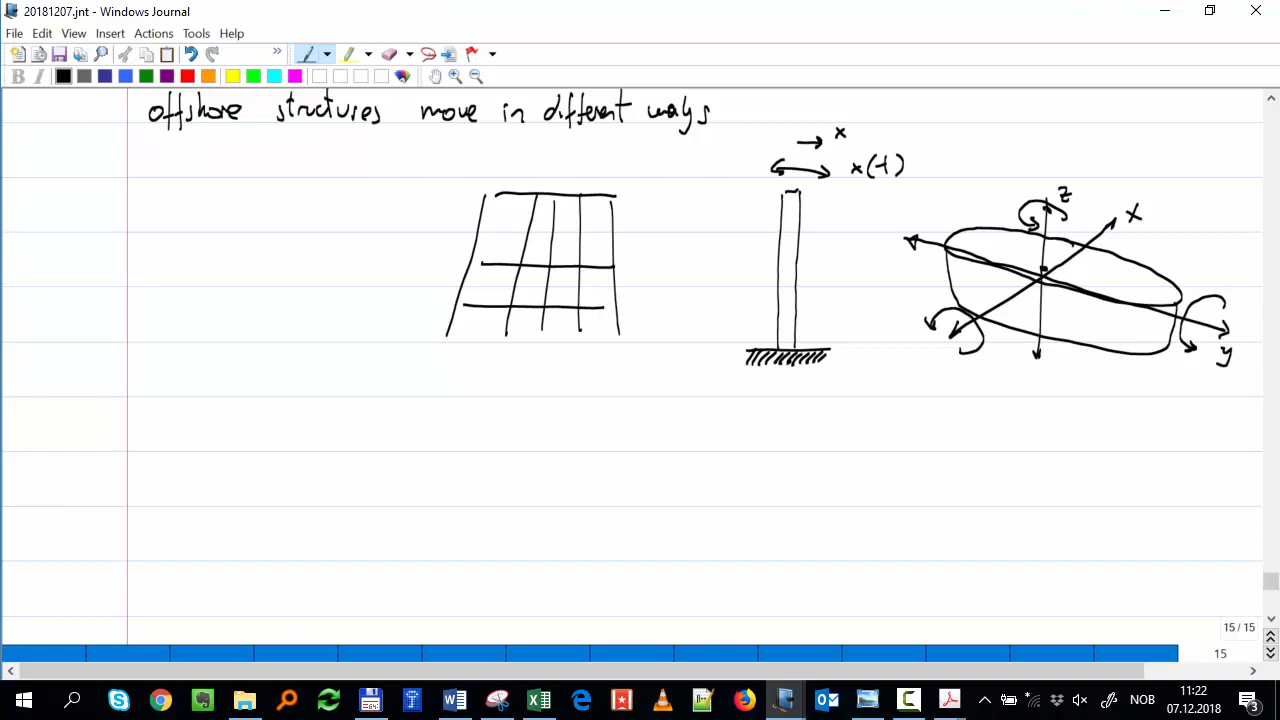 20181207.jnt - Windows Journal
File Edit View Insert Actions Tools Help
B I
offshore structures move in different ways
x
x(t)
z
x
y
15 / 15
15
NOB
11:22
07.12.2018
3